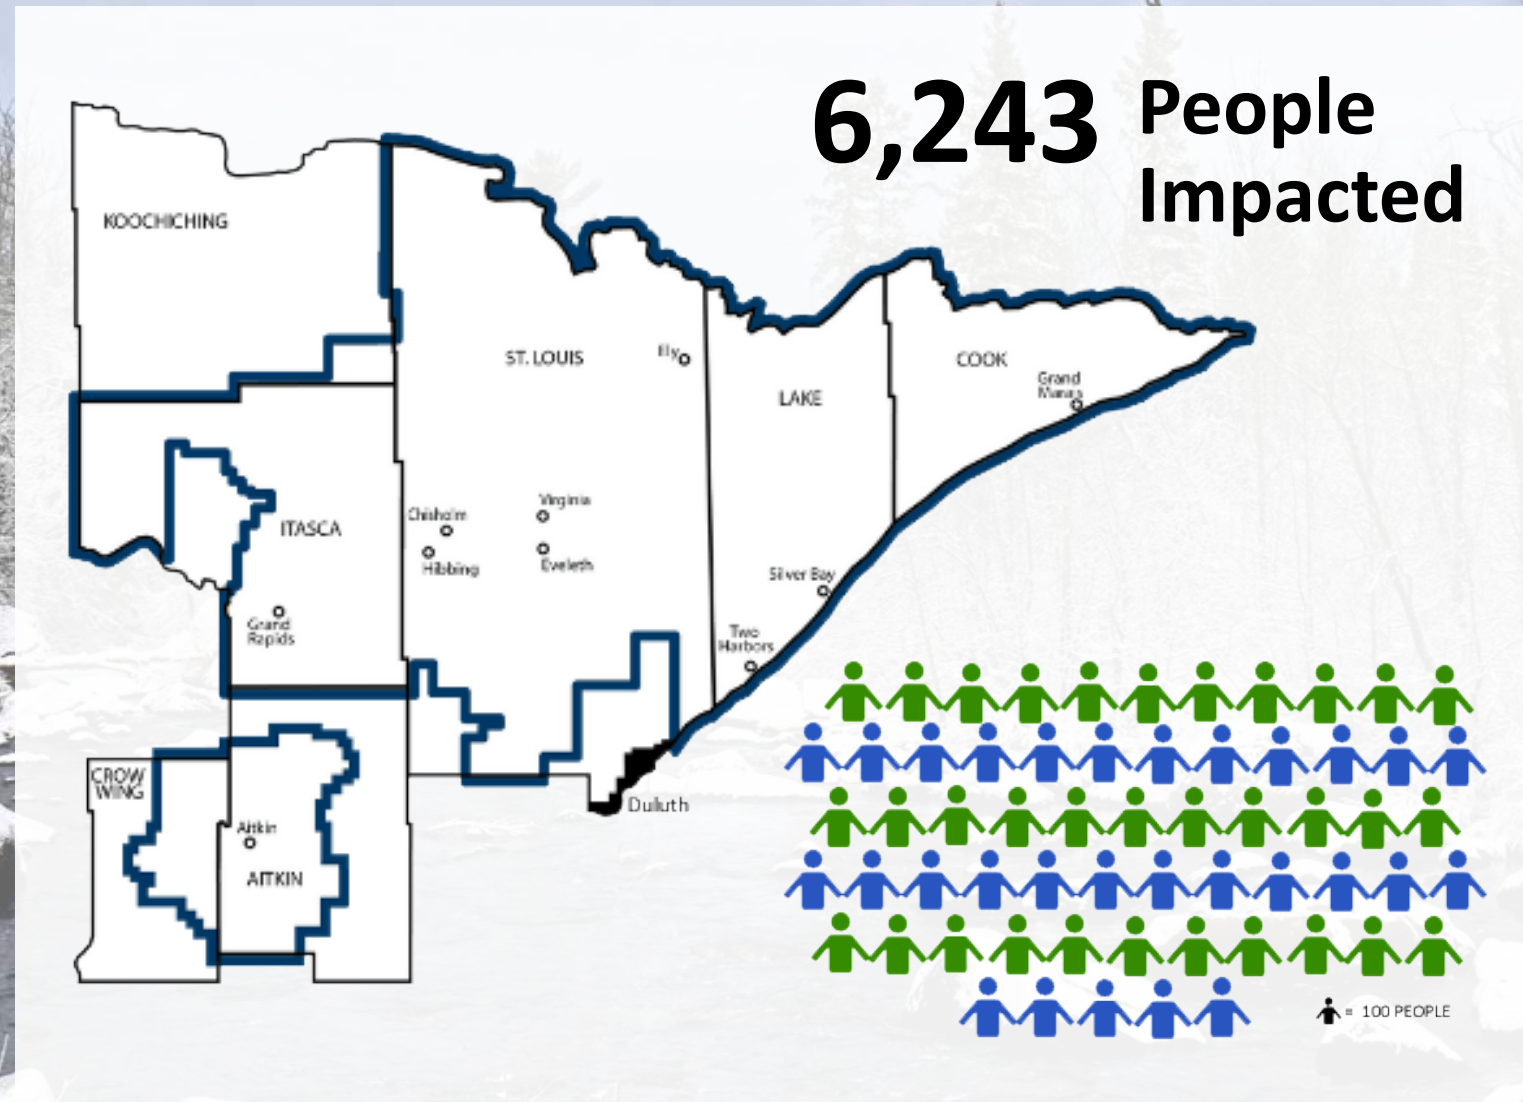 6,243 People
Impacted
KOOCHICHING
ST. LOUIS
Ely
COOK
LAKE
Grand
Marais
Chisholm
Virginia
ITASCA
Hibbing
Eveleth
Silver Bay
Grand
Rapids
Two
Harbors
CROW
WING
Duluth
Aitkin
AITKIN
= 100 PEOPLE